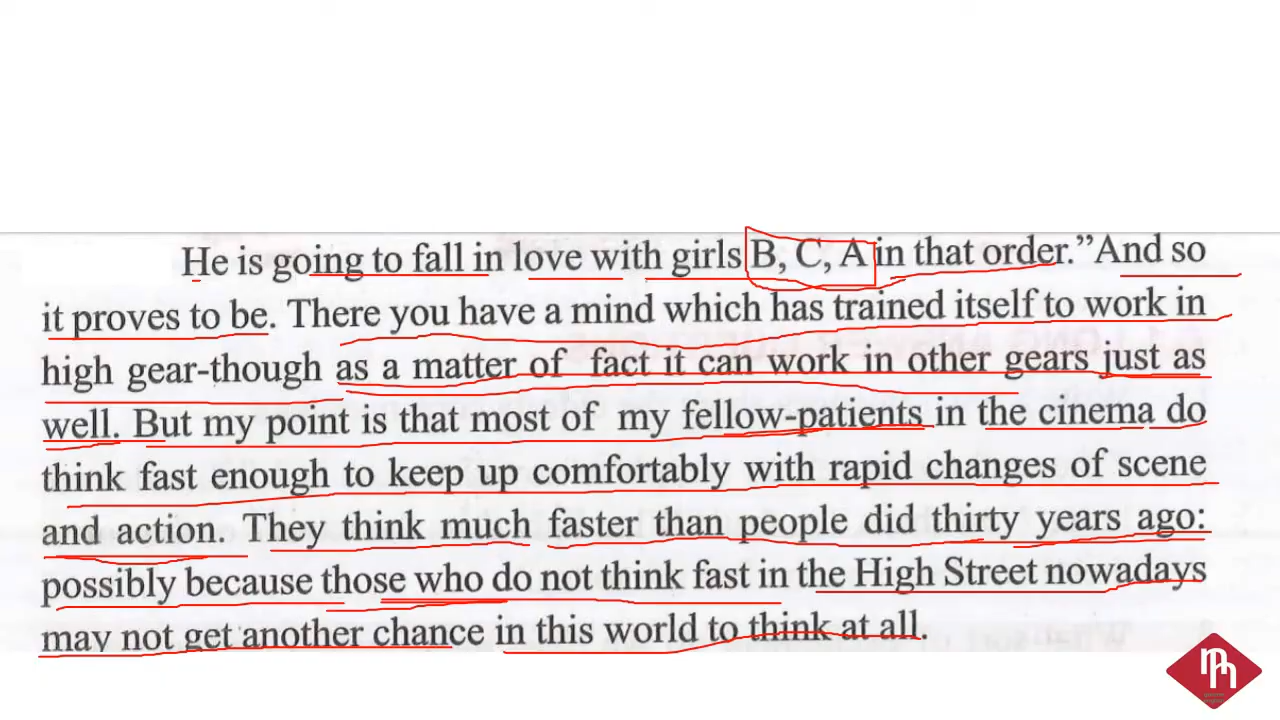 He is going to fall in love with girls B, C, A in that order.”And so
it proves to be. There you have a mind which has trained itself to work in
high gear-though as a matter of fact it can work in other gears just as
well. But my point is that most of my fellow-patients in the cinema do
think fast enough to keep up comfortably with rapid changes of scene
and action. They think much faster than people did thirty years ago:
possibly because those who do not think fast in the High Street nowadays
may not get another chance in this world to think at all.